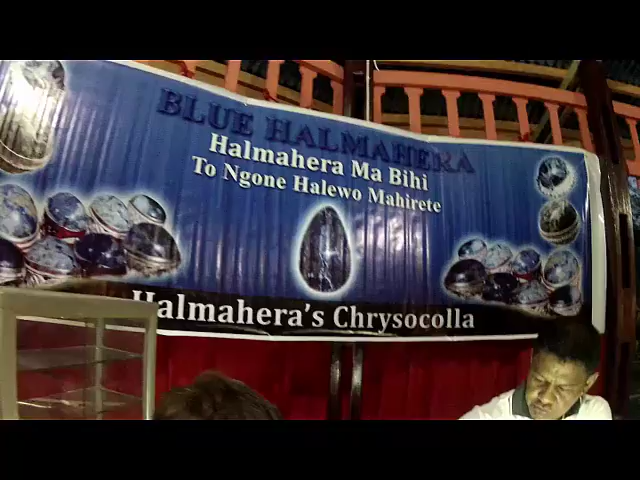 BLUE HALMAHERA
Halmahera Ma Bihi
To Ngone Halewo Mahirete
Halmahera's Chrysocolla